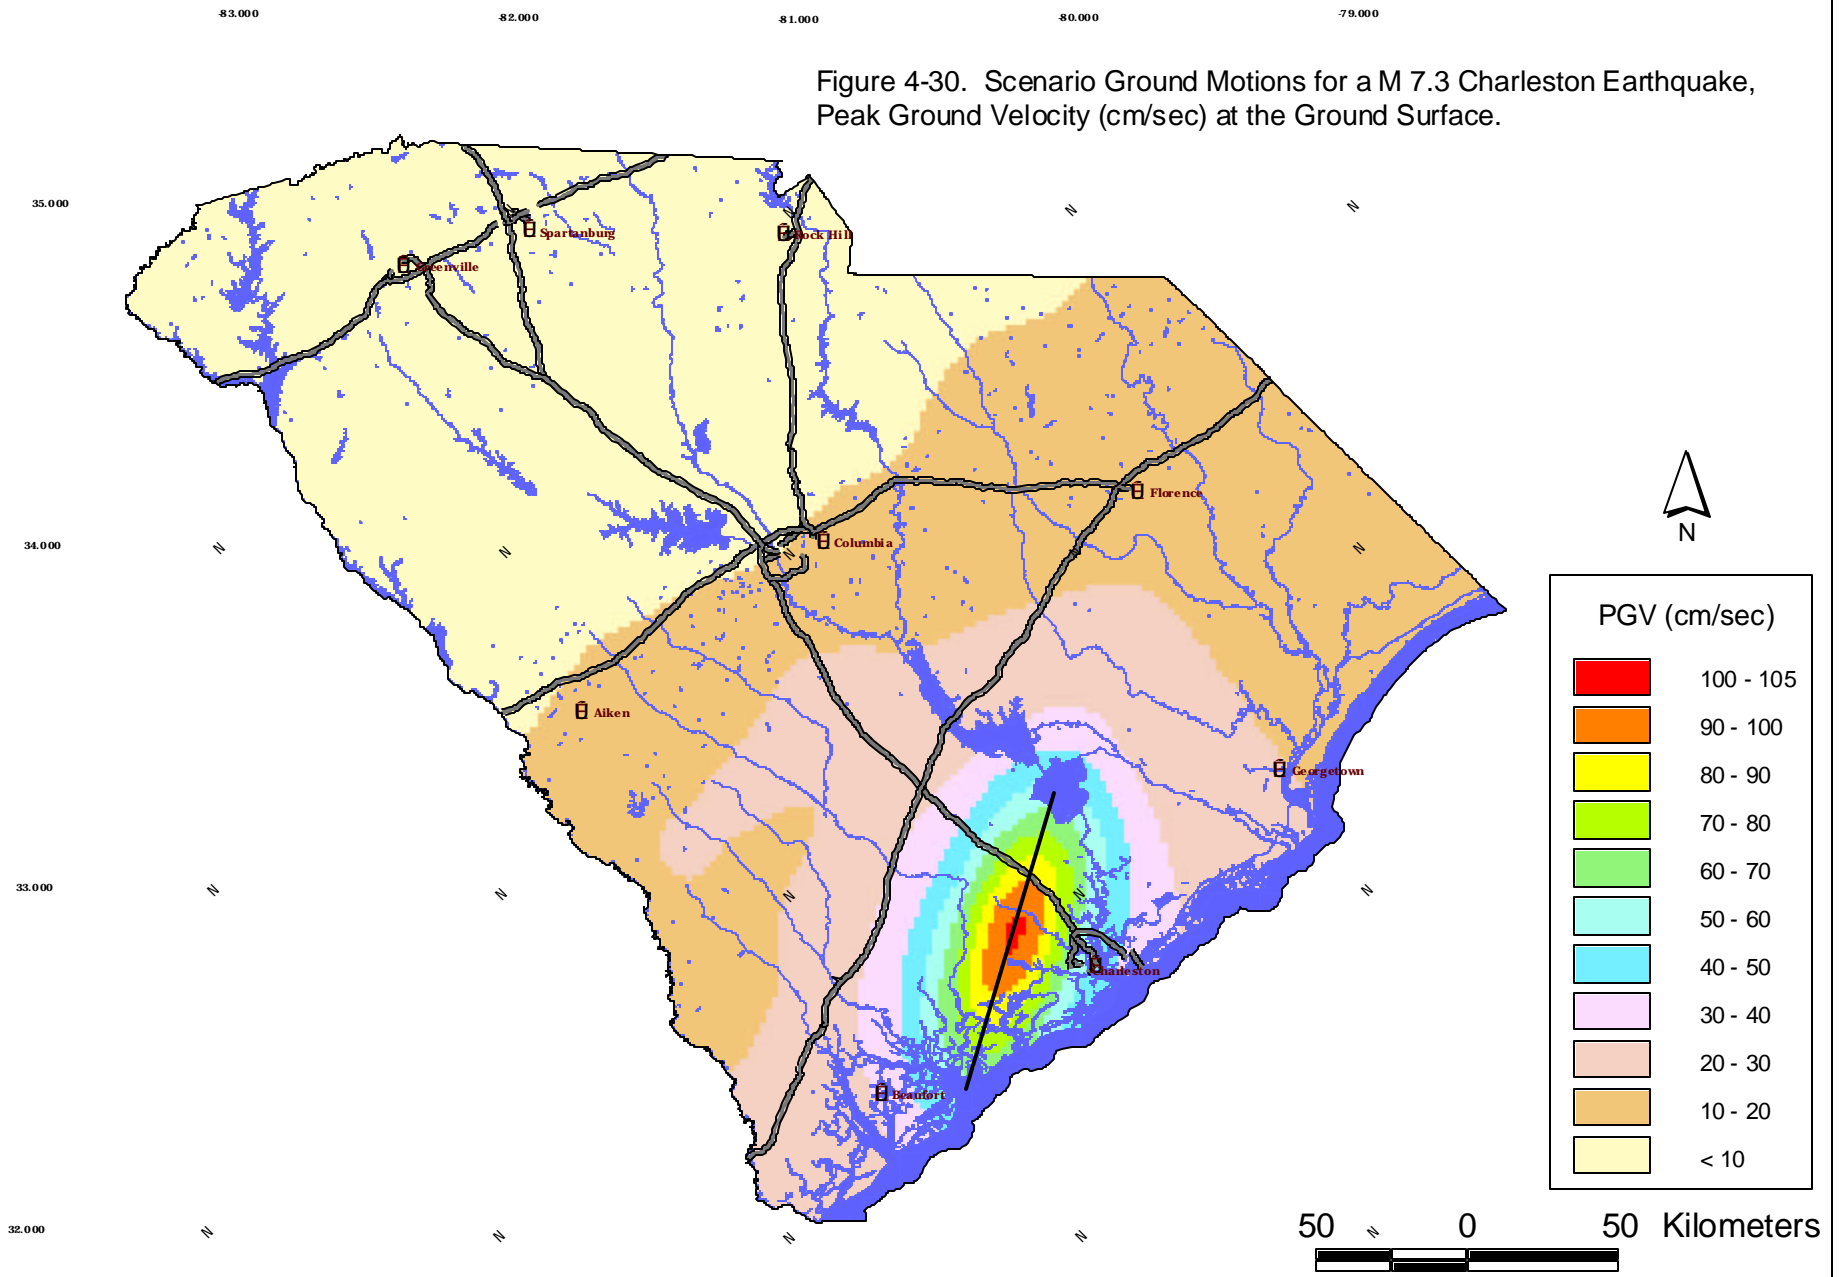 -83.000 -82.000 -81.000 -80.000 -79.000
Figure 4-30. Scenario Ground Motions for a M 7.3 Charleston Earthquake,
Peak Ground Velocity (cm/sec) at the Ground Surface.
35.000
N N N
Spartanburg
Rock Hill
Greenville
Florence
N
34.000
Columbia
N N N N N
PGV (cm/sec)
100 - 105
Aiken
90 - 100
Georgetown
80 - 90
70 - 80
60 - 70
33.000
N N N N N
50 - 60
Charleston
40 - 50
30 - 40
20 - 30
Beaufort
10 - 20
< 10
32.000
N N N N N
50 0 50 Kilometers